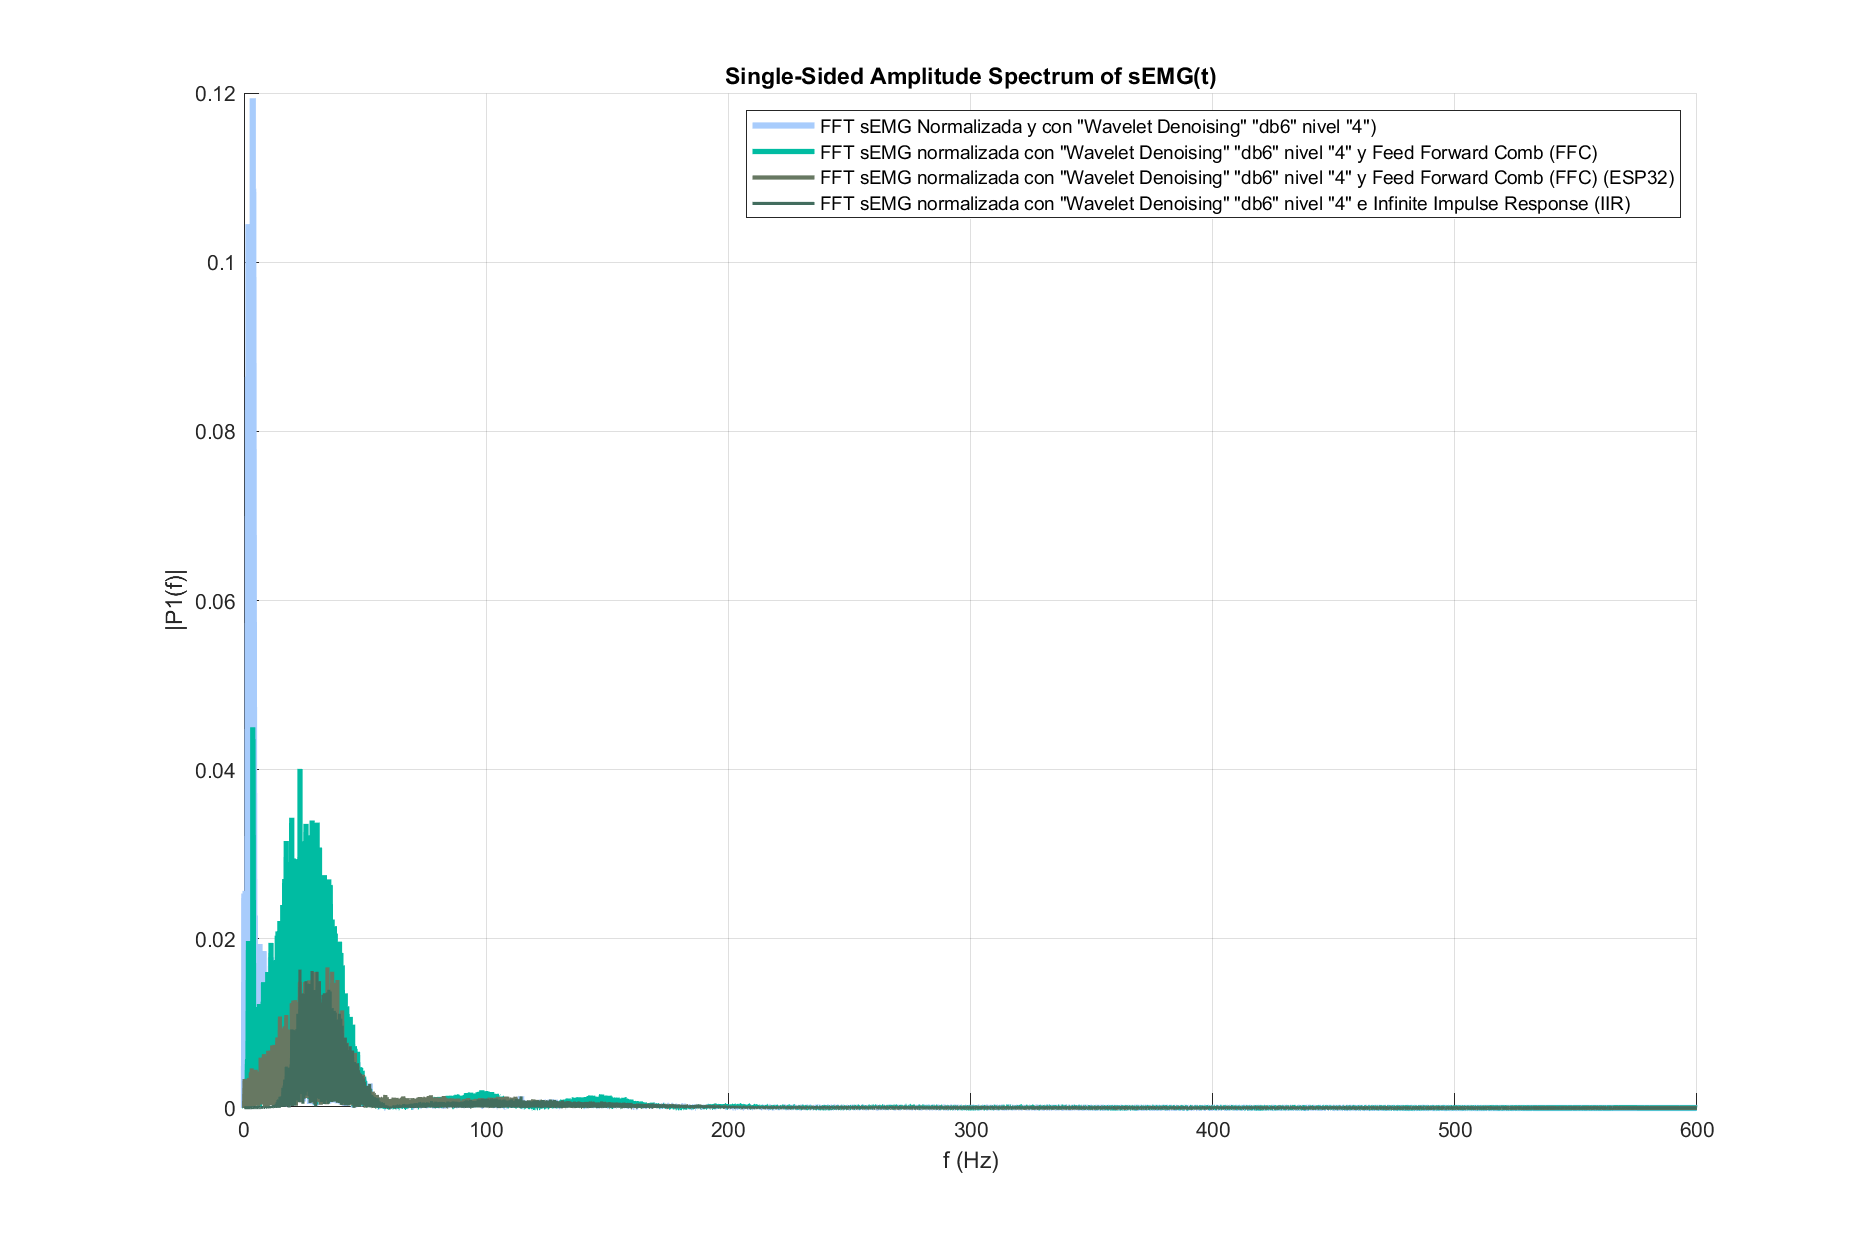 Single-Sided Amplitude Spectrum of sEMG(t)
FFT sEMG Normalizada y con "Wavelet Denoising" "db6" nivel "4")
FFT sEMG normalizada con "Wavelet Denoising" "db6" nivel "4" y Feed Forward Comb (FFC)
FFT sEMG normalizada con "Wavelet Denoising" "db6" nivel "4" y Feed Forward Comb (FFC) (ESP32)
FFT sEMG normalizada con "Wavelet Denoising" "db6" nivel "4" e Infinite Impulse Response (IIR)
0.12
0.1
0.08
0.06
0.04
0.02
0
|P1(f)|
0 100 200 300 400 500 600
f (Hz)